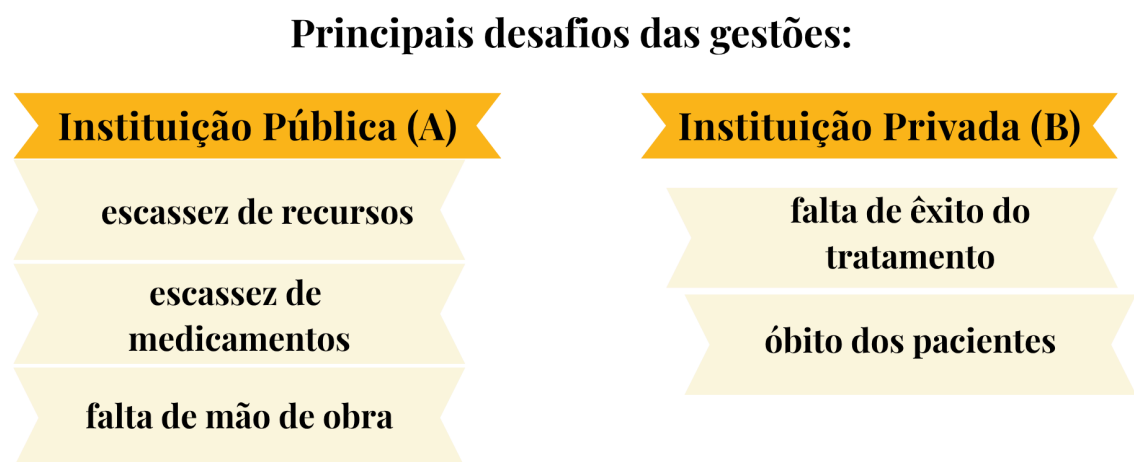 Principais desafios das gestões:
Instituição Pública (A)
escassez de recursos
escassez de
medicamentos
falta de mão de obra
Instituição Privada (B)
falta de êxito do
tratamento
óbito dos pacientes